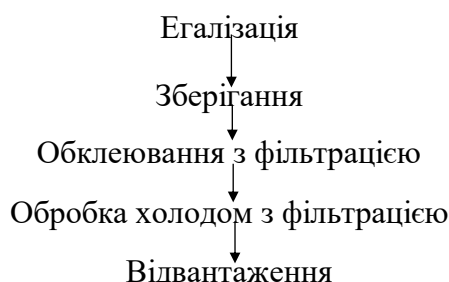 Егалізація
Зберігання
Обклеювання з фільтрацією
Обробка холодом з фільтрацією
Відвантаження